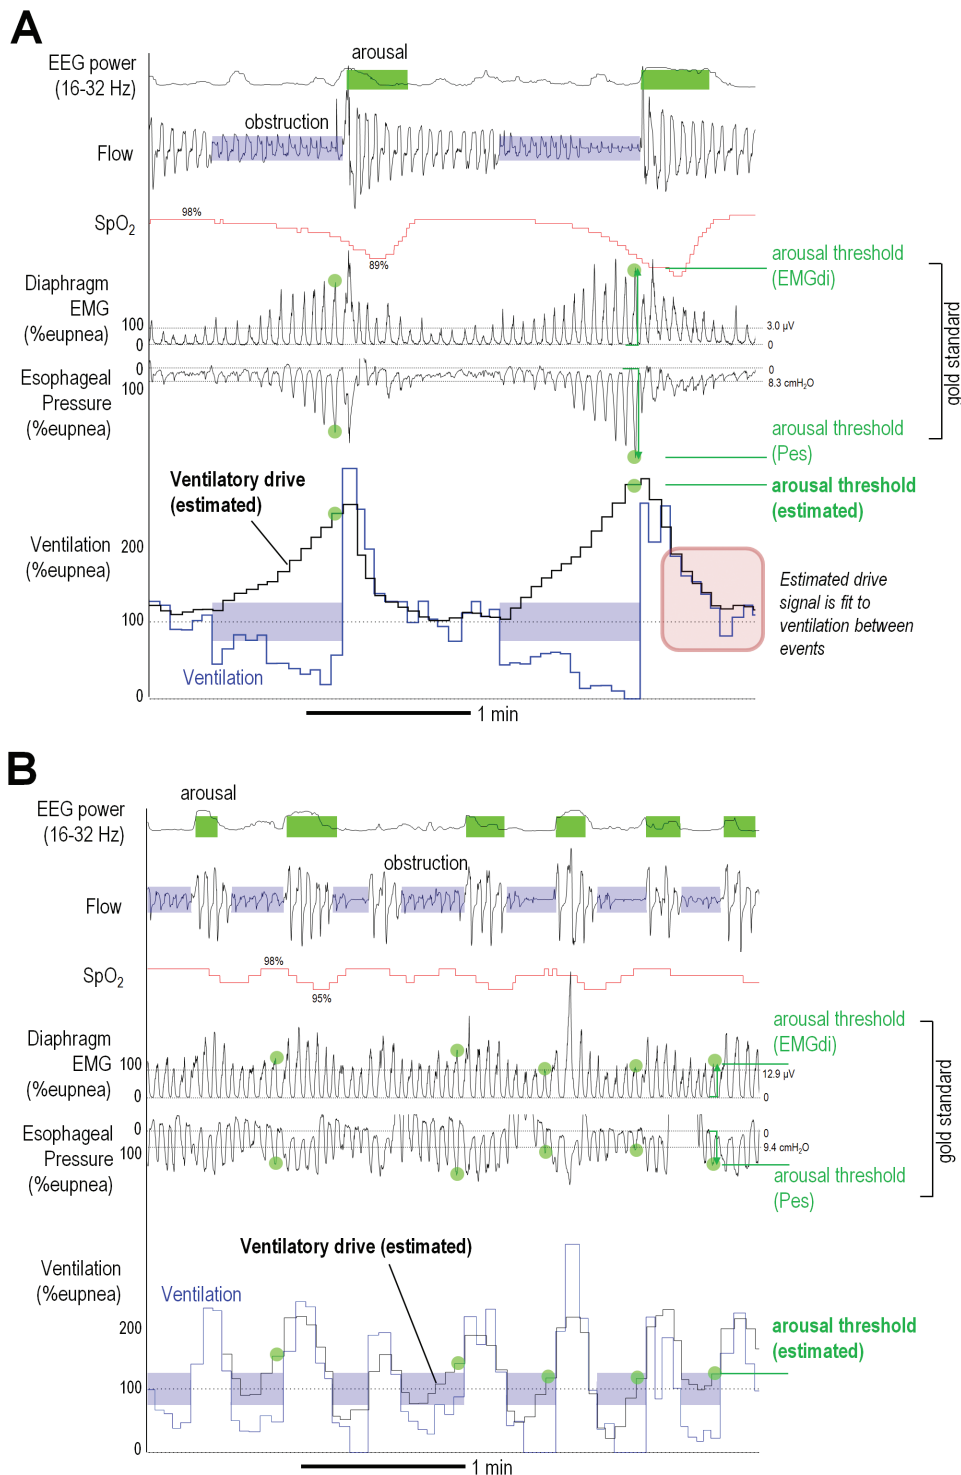 A
EEG power
(16-32 Hz)
arousal
obstruction
Flow
SpO2
98%
89%
arousal threshold
(EMGdi)
Diaphragm
EMG
(%eupnea)
100
0
3.0 µV
0
gold standard
Esophageal
Pressure
(%eupnea)
0
100
0
8.3 cmH2O
arousal threshold
(Pes)
arousal threshold
(estimated)
Ventilatory drive
(estimated)
Ventilation
(%eupnea)
200
100
0
Ventilation
Estimated drive
signal is fit to
ventilation between
events
1 min
B
EEG power
(16-32 Hz)
arousal
obstruction
Flow
SpO2
98%
95%
arousal threshold
(EMGdi)
Diaphragm
EMG
(%eupnea)
100
0
12.9 µV
0
gold standard
Esophageal
Pressure
(%eupnea)
0
100
0
9.4 cmH2O
arousal threshold
(Pes)
Ventilatory drive (estimated)
Ventilation
(%eupnea)
Ventilation
200
100
0
arousal threshold
(estimated)
1 min